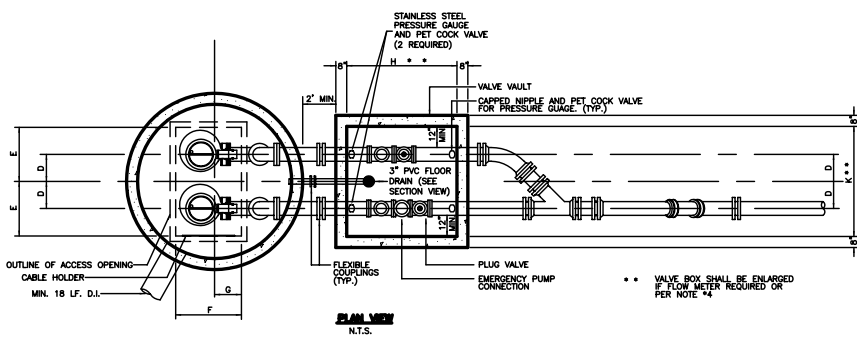 STAINLESS STEEL
PRESSURE GAUGE
AND PET COCK VALVE
(2 REQUIRED)
8"
H * *
8"
2' MIN.
VALVE VAULT
CAPPED NIPPLE AND PET COCK VALVE
FOR PRESSURE GUAGE. (TYP.)
8"
12"
MIN
E
D
D
E
3" PVC FLOOR
DRAIN (SEE
SECTION VIEW)
12"
MIN
D
D
K * *
8"
OUTLINE OF ACCESS OPENING
CABLE HOLDER
MIN. 18 LF. D.I.
G
F
FLEXIBLE
COUPLINGS
(TYP.)
PLUG VALVE
EMERGENCY PUMP
CONNECTION
* * VALVE BOX SHALL BE ENLARGED
IF FLOW METER REQUIRED OR
PER NOTE *4
PLAN VIEW
N.T.S.